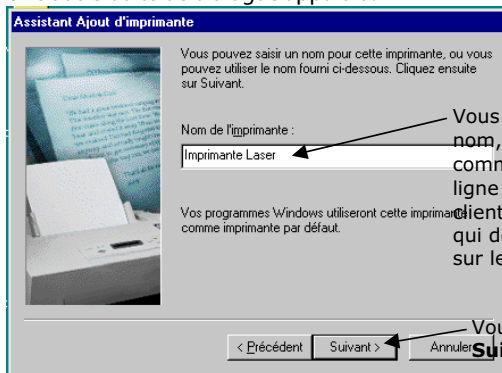 Assistant Ajout d'imprimante
Vous pouvez saisir un nom pour cette imprimante, ou vous
pouvez utiliser le nom fourni ci-dessous. Cliquez ensuite
sur Suivant.
Nom de l'imprimante :
Imprimante Laser
Vos programmes Windows utiliseront cette imprimante
comme imprimante par défaut.
Vous
nom,
comm
ligne
client
qui d
sur le
< Précédent
Suivant >
Annuler
Vou
Sui